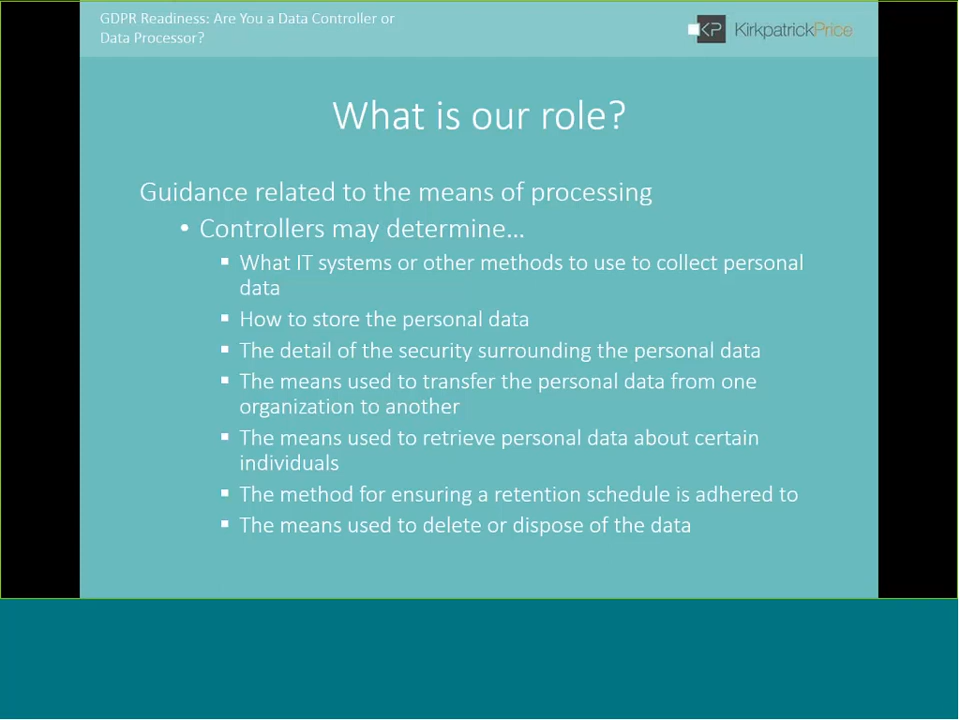 GDPR Readiness: Are You a Data Controller or
Data Processor?
KP KirkpatrickPrice
What is our role?
Guidance related to the means of processing
• Controllers may determine...
▪ What IT systems or other methods to use to collect personal
data
▪ How to store the personal data
▪ The detail of the security surrounding the personal data
▪ The means used to transfer the personal data from one
organization to another
▪ The means used to retrieve personal data about certain
individuals
▪ The method for ensuring a retention schedule is adhered to
▪ The means used to delete or dispose of the data